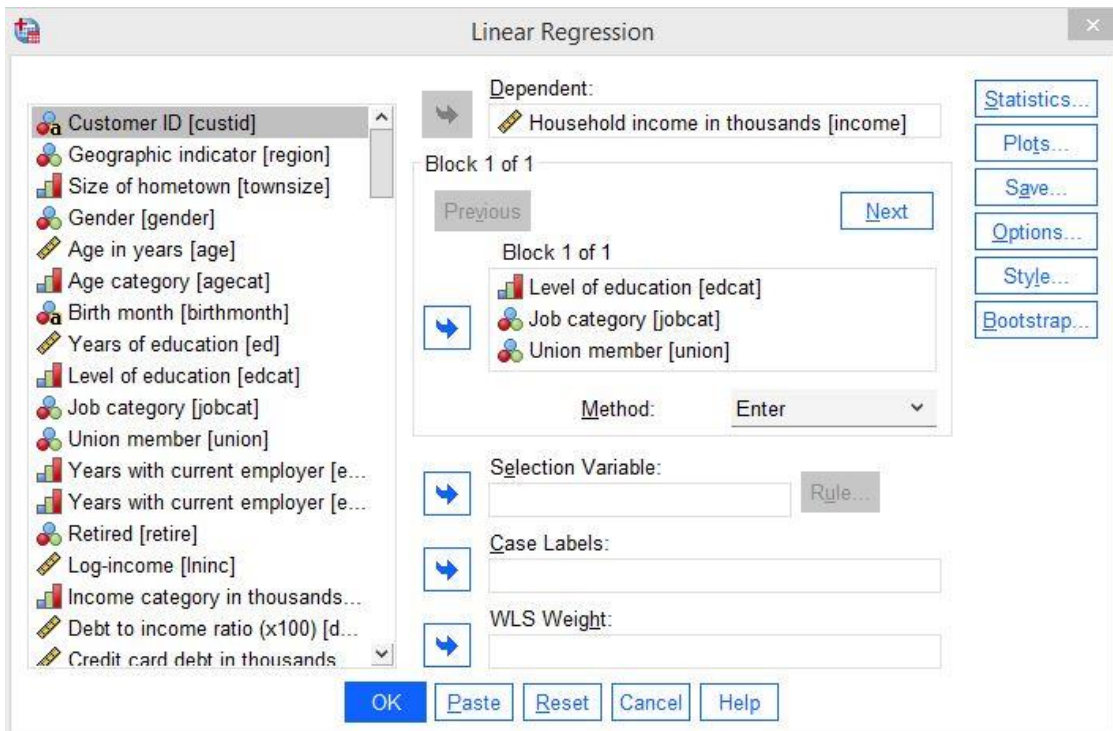 Linear Regression
Customer ID [custid]
Geographic indicator [region]
Size of hometown [townsize]
Gender [gender]
Age in years [age]
Age category [agecat]
Birth month [birthmonth]
Years of education [ed]
Level of education [edcat]
Job category [jobcat]
Union member [union]
Years with current employer [e...
Years with current employer [e...
Retired [retire]
Log-income [lninc]
Income category in thousands...
Debt to income ratio (x100) [d...
Credit card debt in thousands
Dependent:
Household income in thousands [income]
Block 1 of 1
Previous
Next
Block 1 of 1
Level of education [edcat]
Job category [jobcat]
Union member [union]
Method: Enter
Selection Variable:
Rule...
Case Labels:
WLS Weight:
Statistics...
Plots...
Save...
Options...
Style...
Bootstrap...
OK Paste Reset Cancel Help